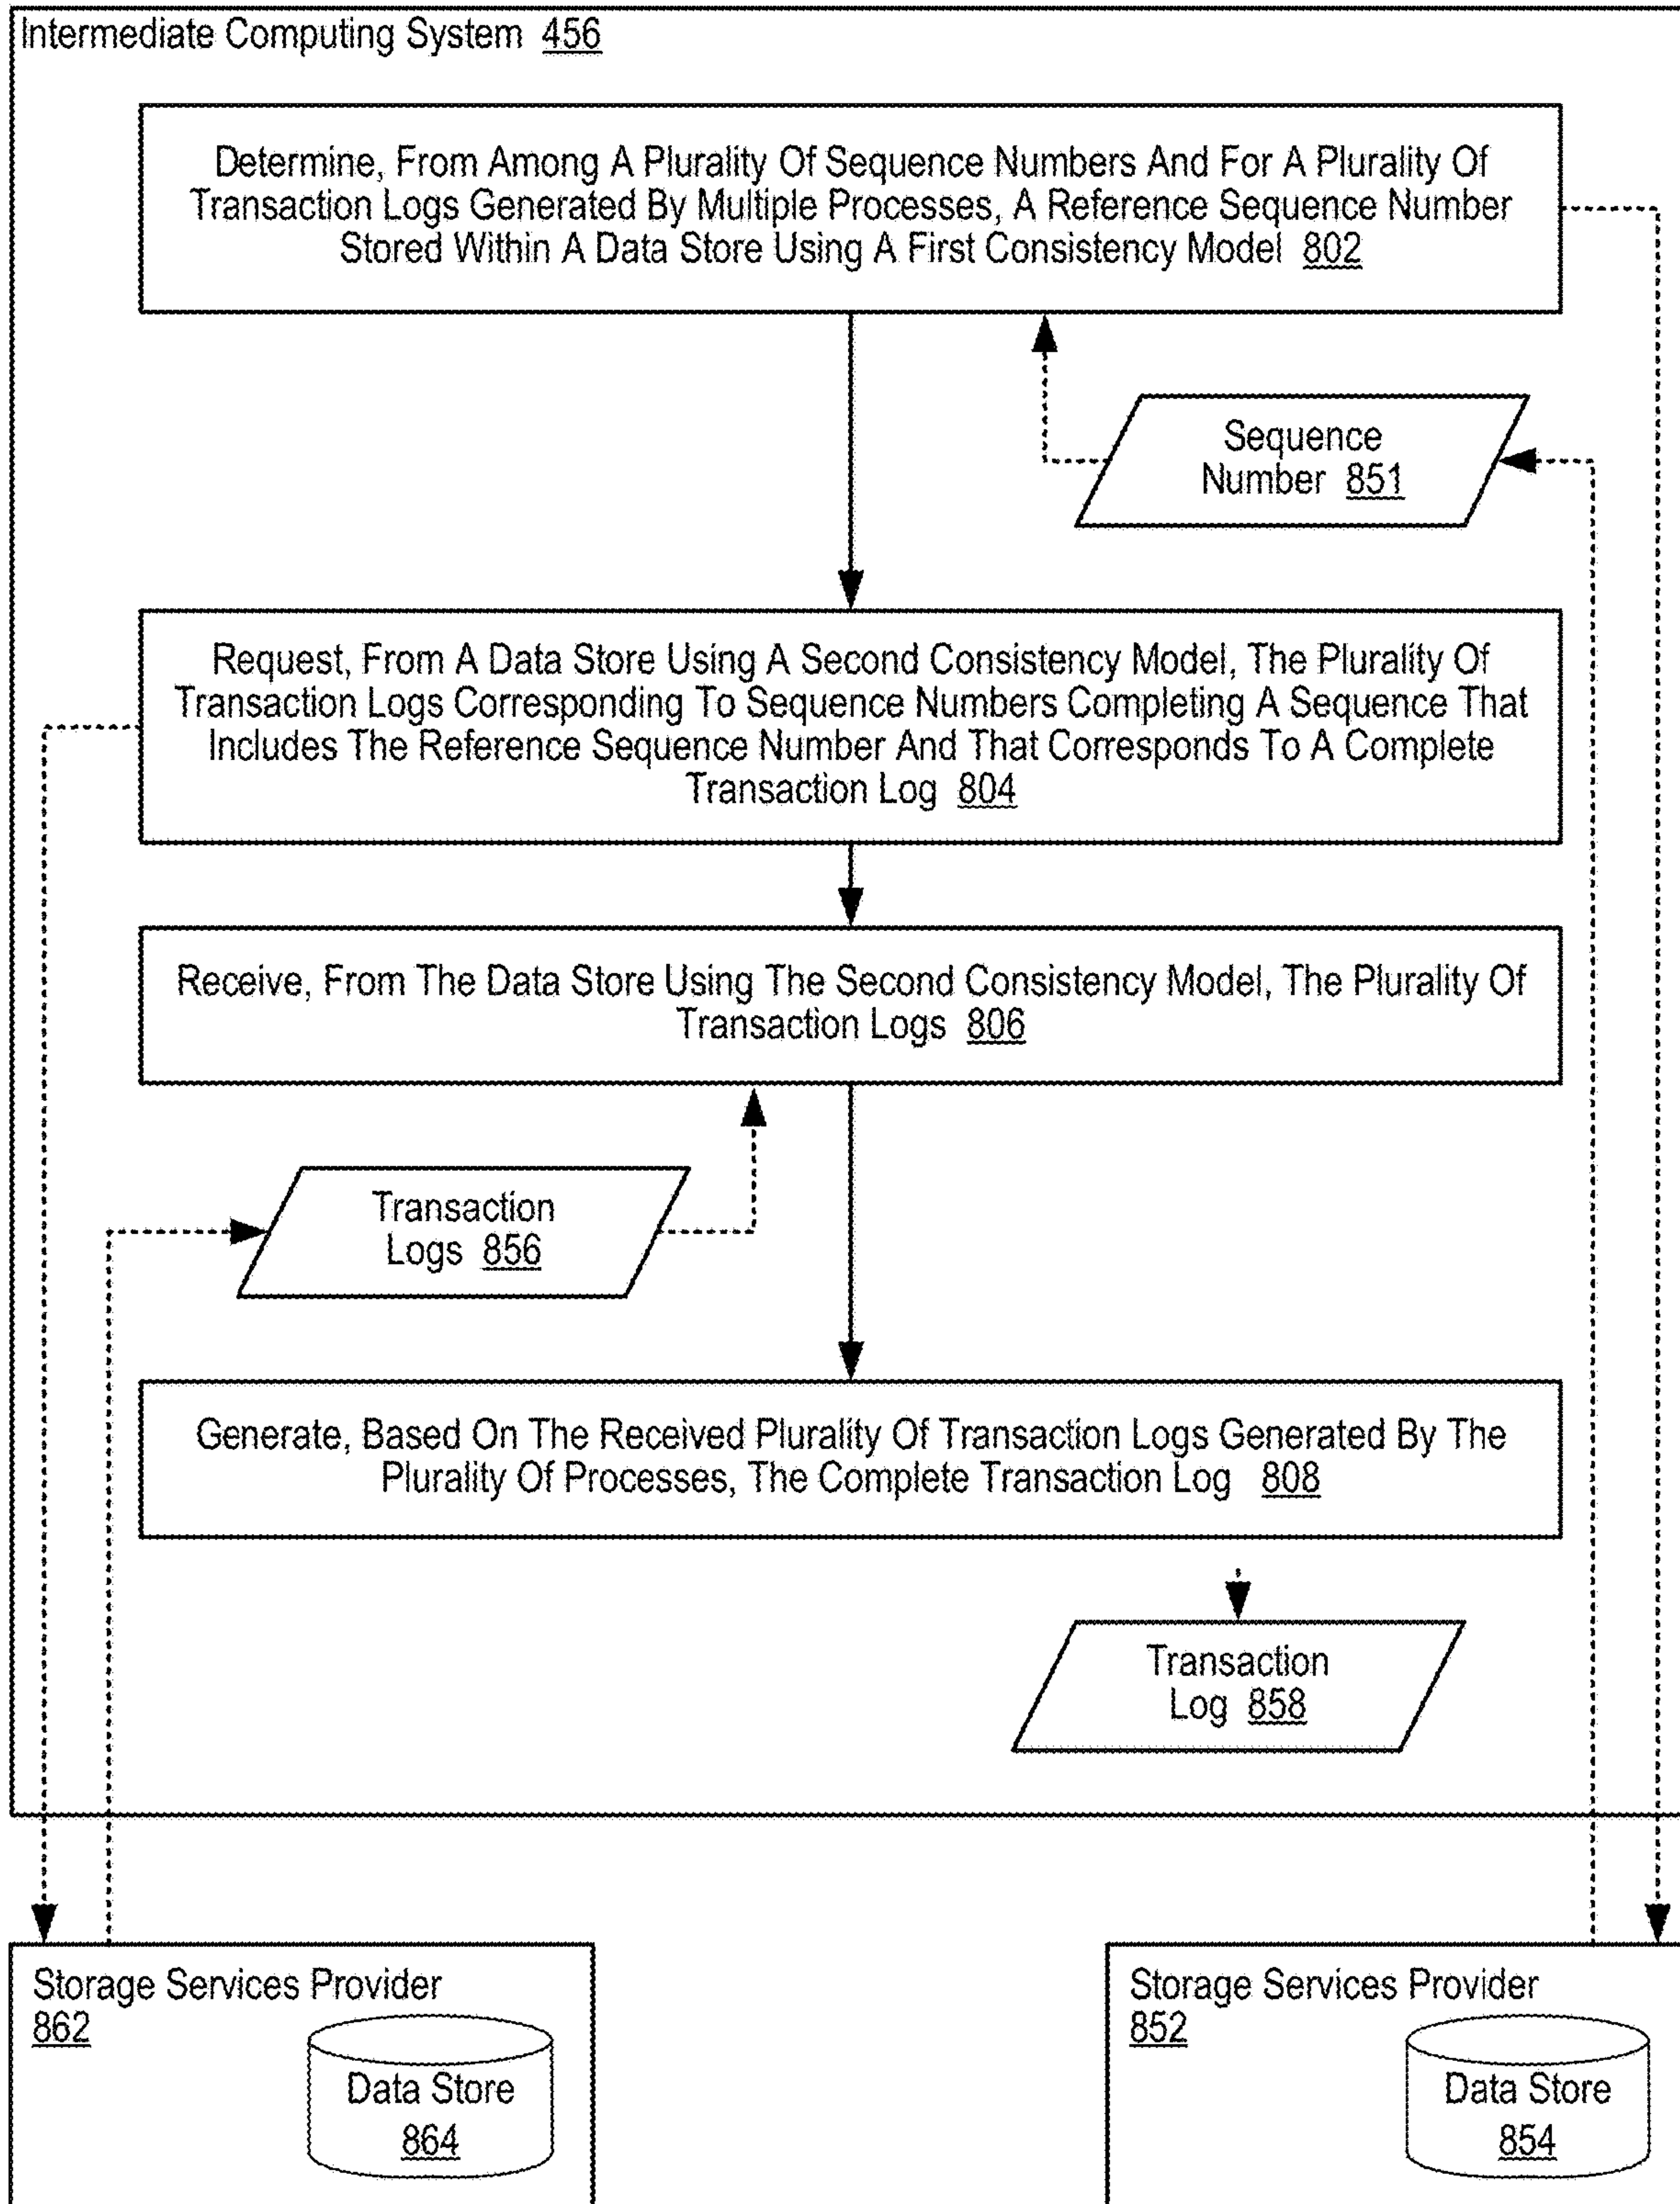 Intermediate Computing System 456
Determine, From Among A Plurality Of Sequence Numbers And For A Plurality Of
Transaction Logs Generated By Multiple Processes, A Reference Sequence Number
Stored Within A Data Store Using A First Consistency Model 802
Sequence
Number 851
Request, From A Data Store Using A Second Consistency Model, The Plurality Of
Transaction Logs Corresponding To Sequence Numbers Completing A Sequence That
Includes The Reference Sequence Number And That Corresponds To A Complete
Transaction Log 804
Receive, From The Data Store Using The Second Consistency Model, The Plurality Of
Transaction Logs 806
Transaction
Logs 856
Generate, Based On The Received Plurality Of Transaction Logs Generated By The
Plurality Of Processes, The Complete Transaction Log 808
Transaction
Log 858
Storage Services Provider
862
Data Store
864
Storage Services Provider
852
Data Store
854